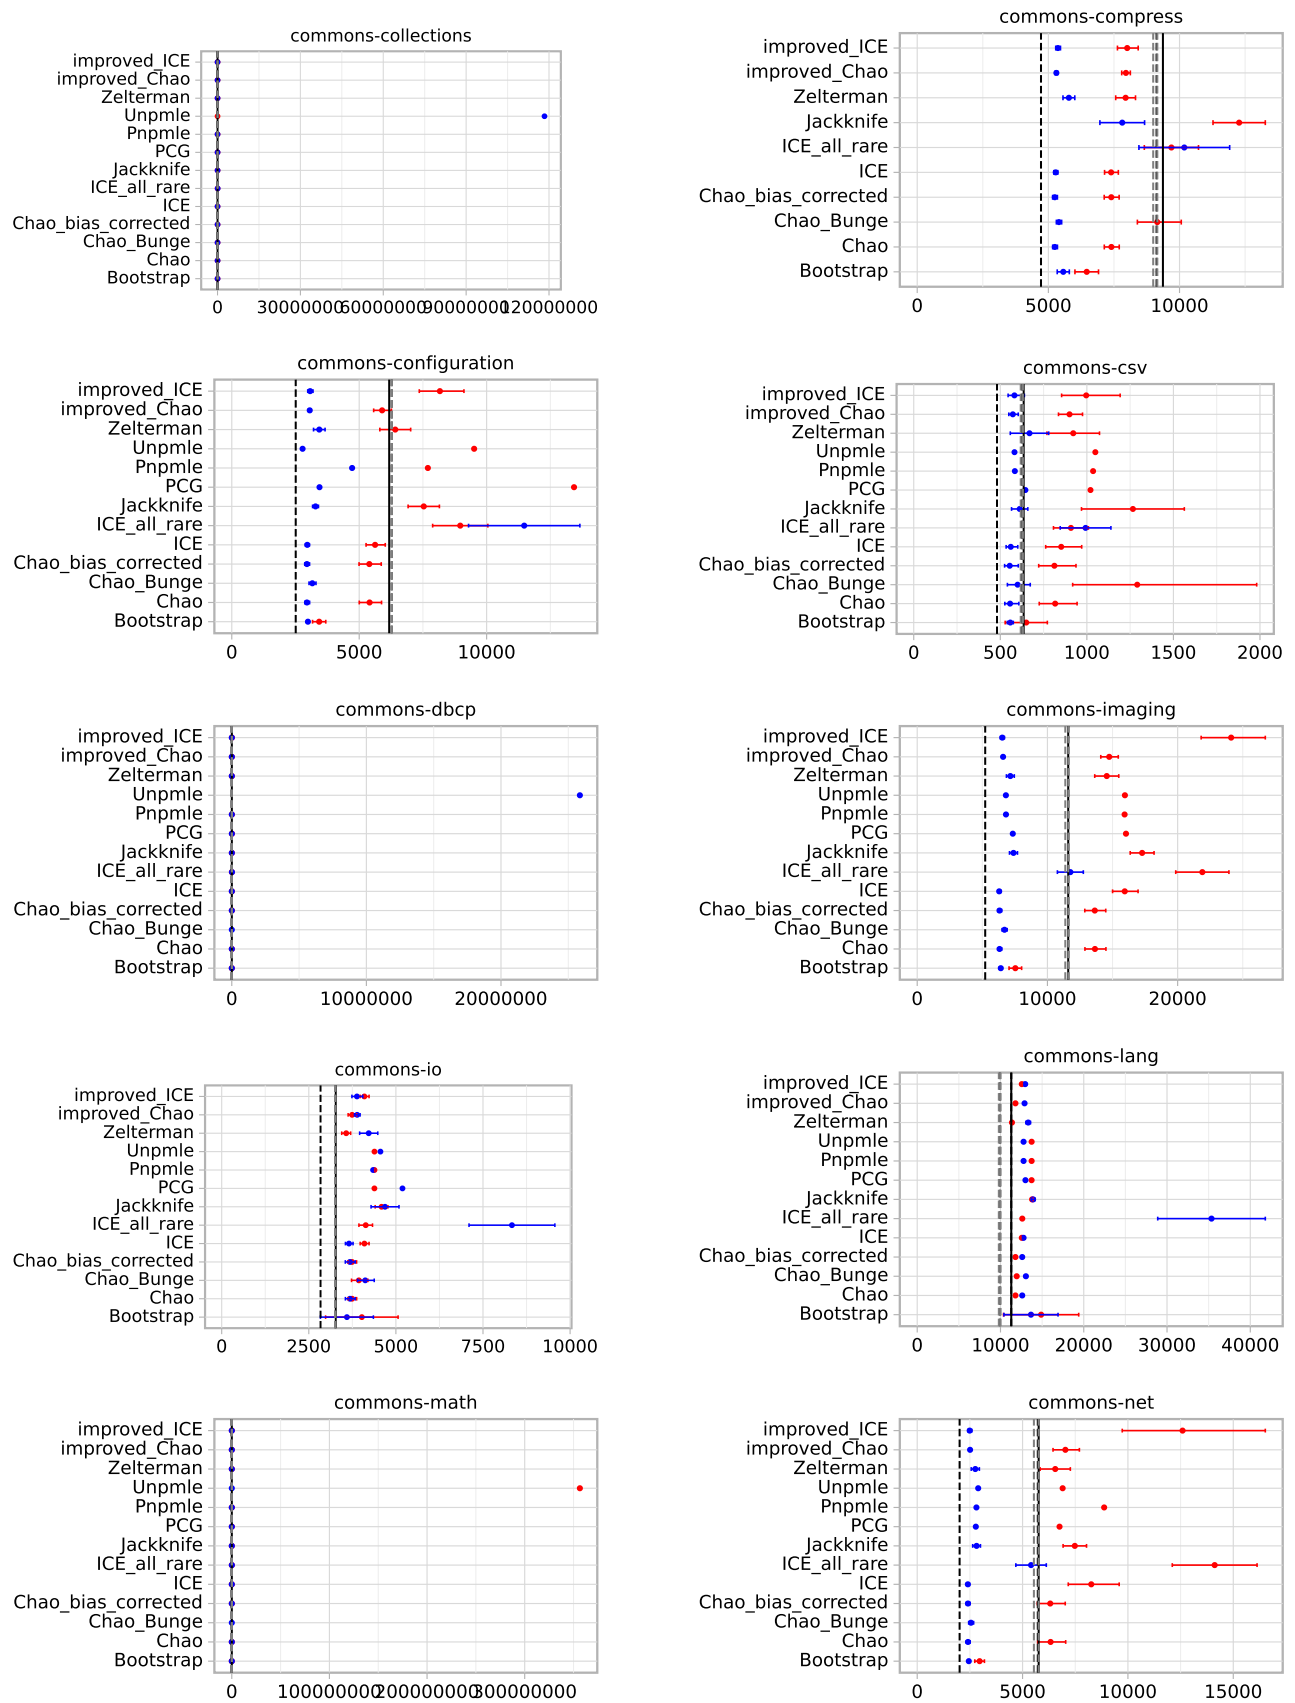 commons-collections
improved_ICE
improved_Chao
Zelterman
Unpmle
Pnpmle
PCG
Jackknife
ICE_all_rare
ICE
Chao_bias_corrected
Chao_Bunge
Chao
Bootstrap
0 300000000 600000000 900000000 1200000000
commons-compress
improved_ICE
improved_Chao
Zelterman
Jackknife
ICE_all_rare
ICE
Chao_bias_corrected
Chao_Bunge
Chao
Bootstrap
0 5000 10000
commons-configuration
improved_ICE
improved_Chao
Zelterman
Unpmle
Pnpmle
PCG
Jackknife
ICE_all_rare
ICE
Chao_bias_corrected
Chao_Bunge
Chao
Bootstrap
0 5000 10000
commons-csv
improved_ICE
improved_Chao
Zelterman
Unpmle
Pnpmle
PCG
Jackknife
ICE_all_rare
ICE
Chao_bias_corrected
Chao_Bunge
Chao
Bootstrap
0 500 1000 1500 2000
commons-dbcp
improved_ICE
improved_Chao
Zelterman
Unpmle
Pnpmle
PCG
Jackknife
ICE_all_rare
ICE
Chao_bias_corrected
Chao_Bunge
Chao
Bootstrap
0 10000000 20000000
commons-imaging
improved_ICE
improved_Chao
Zelterman
Unpmle
Pnpmle
PCG
Jackknife
ICE_all_rare
ICE
Chao_bias_corrected
Chao_Bunge
Chao
Bootstrap
0 10000 20000
commons-io
improved_ICE
improved_Chao
Zelterman
Unpmle
Pnpmle
PCG
Jackknife
ICE_all_rare
ICE
Chao_bias_corrected
Chao_Bunge
Chao
Bootstrap
0 2500 5000 7500 10000
commons-lang
improved_ICE
improved_Chao
Zelterman
Unpmle
Pnpmle
PCG
Jackknife
ICE_all_rare
ICE
Chao_bias_corrected
Chao_Bunge
Chao
Bootstrap
0 10000 20000 30000 40000
commons-math
improved_ICE
improved_Chao
Zelterman
Unpmle
Pnpmle
PCG
Jackknife
ICE_all_rare
ICE
Chao_bias_corrected
Chao_Bunge
Chao
Bootstrap
0 1000000000 2000000000 3000000000
commons-net
improved_ICE
improved_Chao
Zelterman
Unpmle
Pnpmle
PCG
Jackknife
ICE_all_rare
ICE
Chao_bias_corrected
Chao_Bunge
Chao
Bootstrap
0 5000 10000 15000